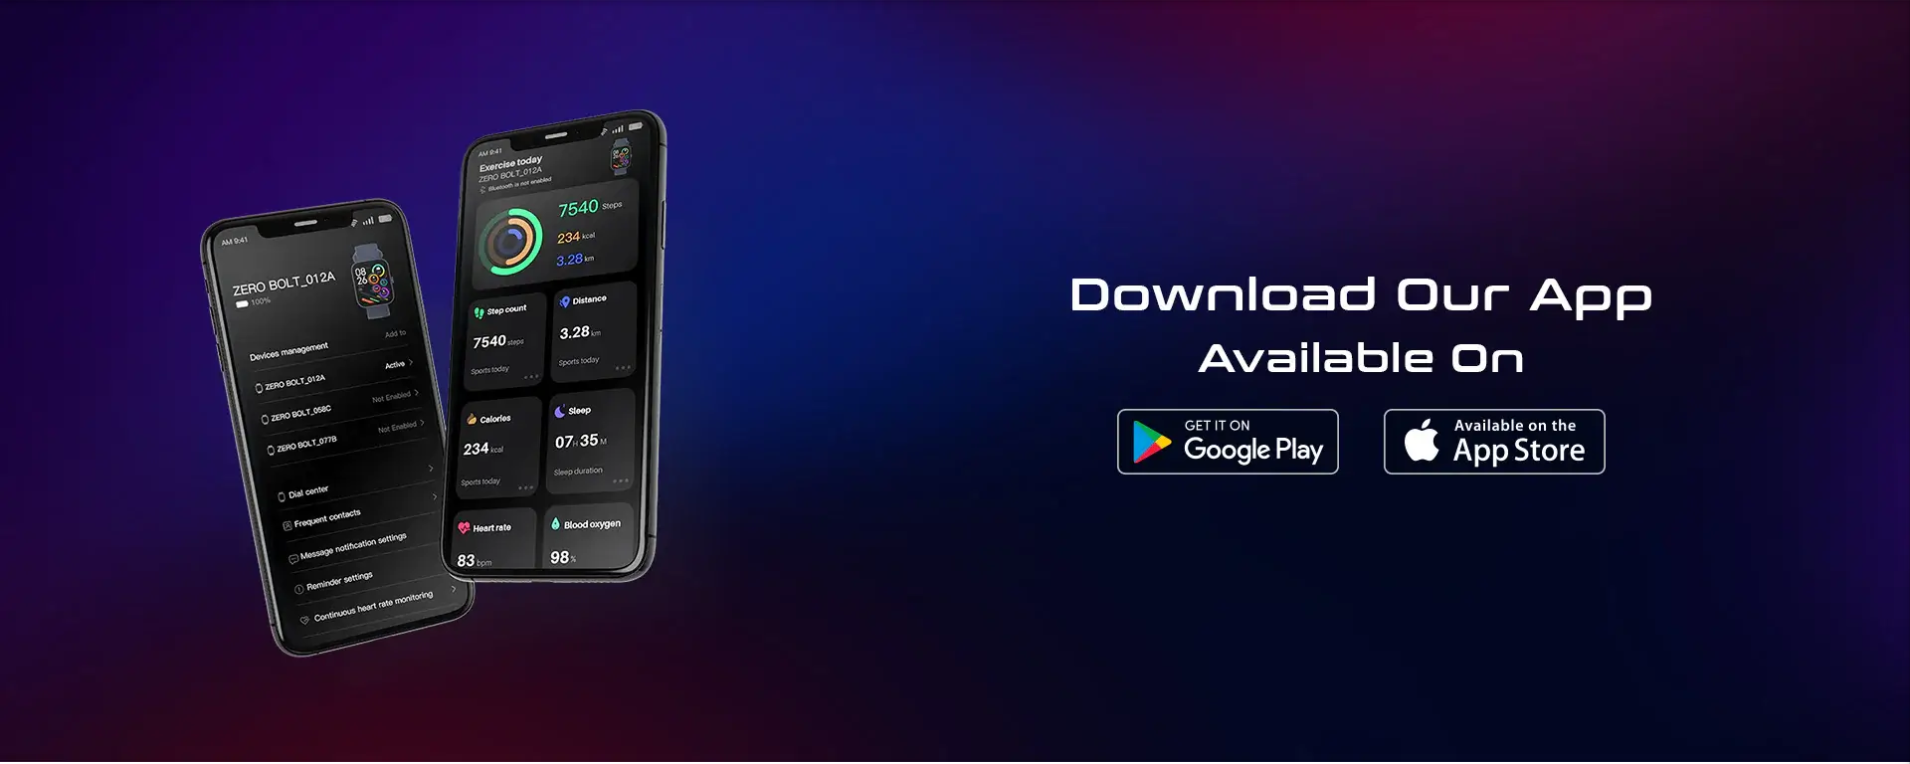 AM 9:41
ZERO BOLT_012A
100%
08
26
Add to
Devices management
ZERO BOLT_012A
Active
ZERO BOLT_058C
Not Enabled
ZERO BOLT_077B
Not Enabled
Dial center
Frequent contacts
Message notification settings
Reminder settings
Continuous heart rate monitoring
AM 9:41
Exercise today
ZERO BOLT_012A
Bluetooth is not enabled
7540 Steps
234 kcal
3.28 km
Step count
7540 steps
Sports today
Distance
3.28 km
Sports today
Calories
234 kcal
Sports today
Sleep
07 H 35 M
Sleep duration
Heart rate
83 bpm
Blood oxygen
98 %
Download Our App
Available On
GET IT ON
Google Play
Available on the
App Store